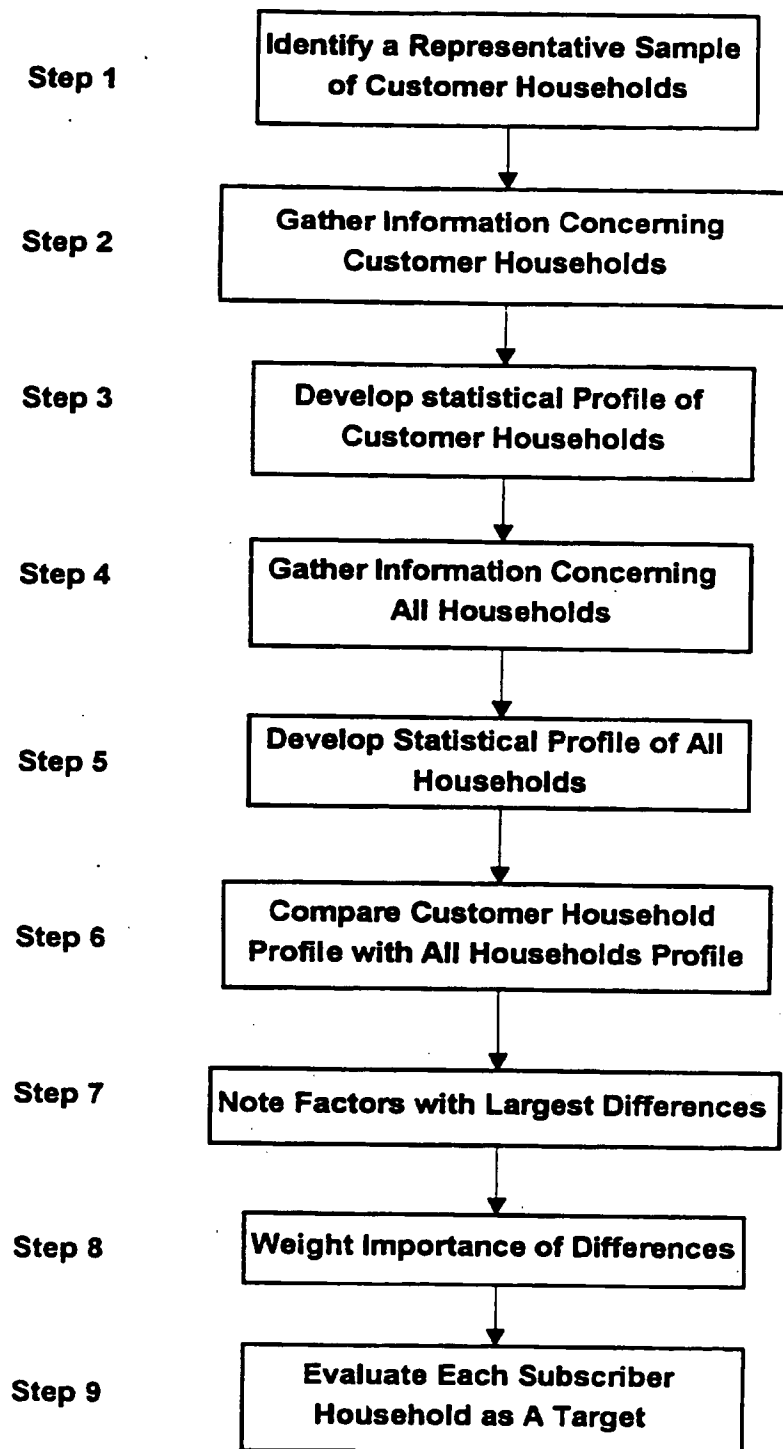 Step 1
Identify a Representative Sample
of Customer Households
Step 2
Gather Information Concerning
Customer Households
Step 3
Develop statistical Profile of
Customer Households
Step 4
Gather Information Concerning
All Households
Step 5
Develop Statistical Profile of All
Households
Step 6
Compare Customer Household
Profile with All Households Profile
Step 7
Note Factors with Largest Differences
Step 8
Weight Importance of Differences
Step 9
Evaluate Each Subscriber
Household as A Target